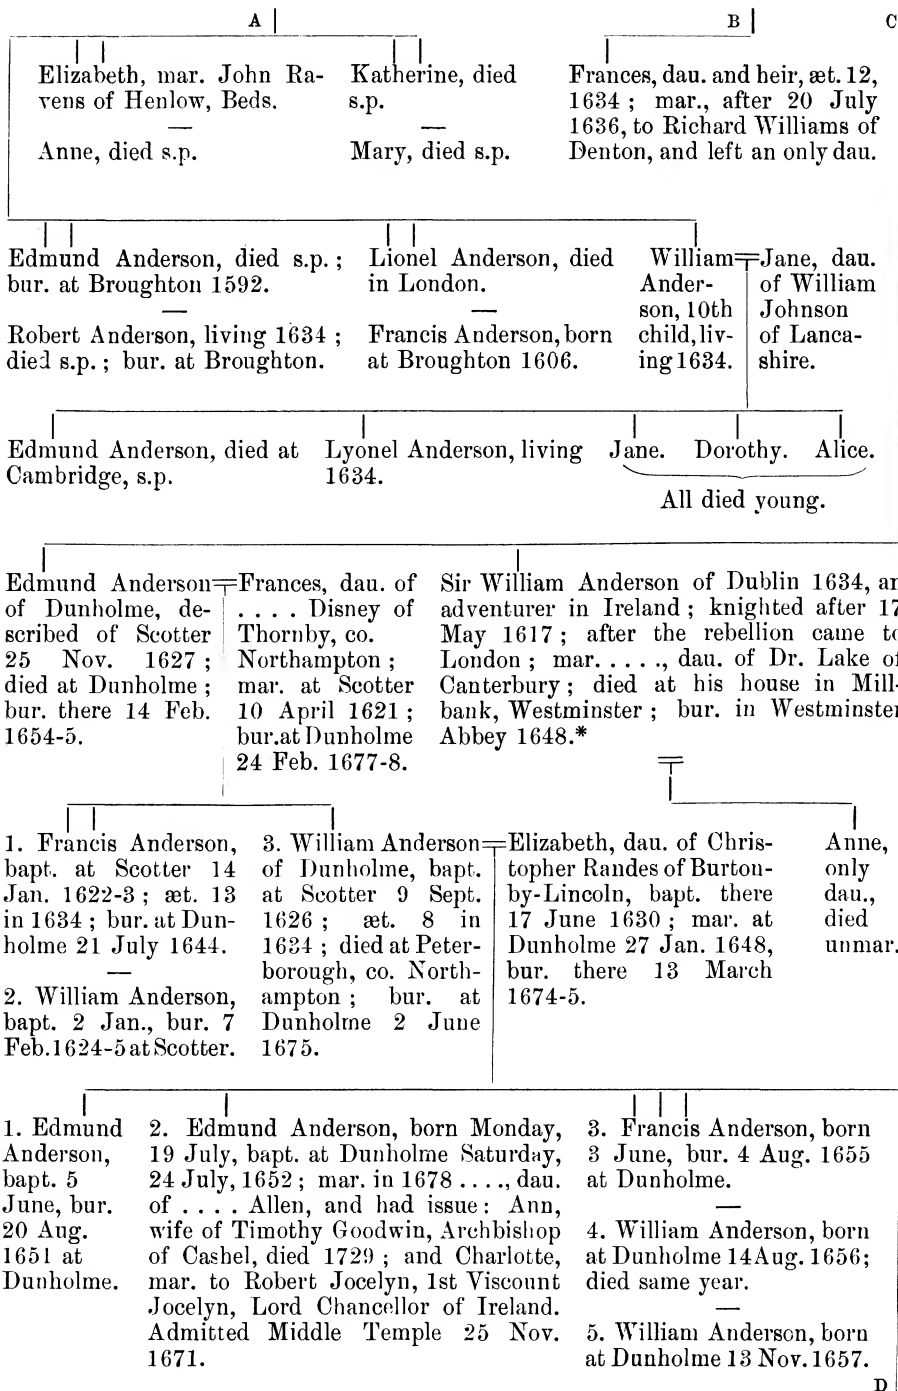 A B C
Elizabeth, mar. John Ra-
vens of Henlow, Beds.
Anne, died s.p.
Katherine, died
s.p.
Mary, died s.p.
Frances, dau. and heir, æt. 12,
1634 ; mar., after 20 July
1636, to Richard Williams of
Denton, and left an only dau.
Edmund Anderson, died s.p. ;
bur. at Broughton 1592.
Robert Anderson, living 1634 ;
died s.p. ; bur. at Broughton.
Lionel Anderson, died
in London.
Francis Anderson, born
at Broughton 1606.
William
Ander-
son, 10th
child, liv-
ing 1634.
Jane, dau.
of William
Johnson
of Lanca-
shire.
Edmund Anderson, died at
Cambridge, s.p.
Lyonel Anderson, living
1634.
Jane. Dorothy. Alice.
All died young.
Edmund Anderson
of Dunholme, de-
scribed of Scotter
25 Nov. 1627 ;
died at Dunholme ;
bur. there 14 Feb.
1654-5.
Frances, dau. of
. . . . Disney of
Thornby, co.
Northampton ;
mar. at Scotter
10 April 1621 ;
bur. at Dunholme
24 Feb. 1677-8.
Sir William Anderson of Dublin 1634, an
adventurer in Ireland ; knighted after 17
May 1617 ; after the rebellion came to
London ; mar. . . . ., dau. of Dr. Lake of
Canterbury ; died at his house in Mill-
bank, Westminster ; bur. in Westminster
Abbey 1648.*
1. Francis Anderson,
bapt. at Scotter 14
Jan. 1622-3 ; æt. 13
in 1634 ; bur. at Dun-
holme 21 July 1644.
2. William Anderson,
bapt. 2 Jan., bur. 7
Feb. 1624-5 at Scotter.
3. William Anderson
of Dunholme, bapt.
at Scotter 9 Sept.
1626 ; æt. 8 in
1634 ; died at Peter-
borough, co. North-
ampton ; bur. at
Dunholme 2 June
1675.
Elizabeth, dau. of Chris-
topher Randes of Burton-
by-Lincoln, bapt. there
17 June 1630 ; mar. at
Dunholme 27 Jan. 1648,
bur. there 13 March
1674-5.
Anne,
only
dau.,
died
unmar.
1. Edmund
Anderson,
bapt. 5
June, bur.
20 Aug.
1651 at
Dunholme.
2. Edmund Anderson, born Monday,
19 July, bapt. at Dunholme Saturday,
24 July, 1652 ; mar. in 1678 . . . ., dau.
of . . . . Allen, and had issue : Ann,
wife of Timothy Goodwin, Archbishop
of Cashel, died 1729 ; and Charlotte,
mar. to Robert Jocelyn, 1st Viscount
Jocelyn, Lord Chancellor of Ireland.
Admitted Middle Temple 25 Nov.
1671.
3. Francis Anderson, born
3 June, bur. 4 Aug. 1655
at Dunholme.
4. William Anderson, born
at Dunholme 14 Aug. 1656;
died same year.
5. William Anderson, born
at Dunholme 13 Nov. 1657.
D